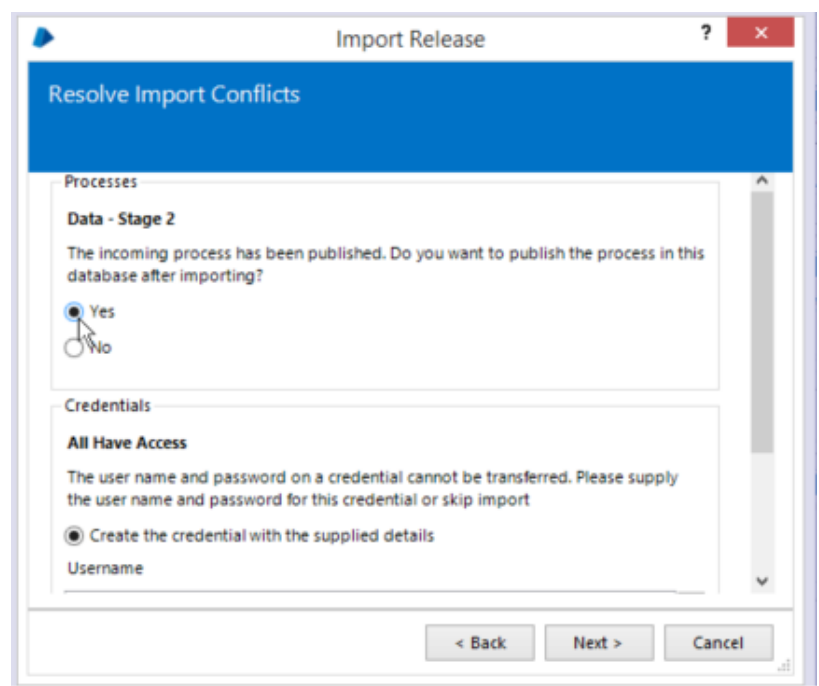 Import Release
?
Resolve Import Conflicts
Processes
Data - Stage 2
The incoming process has been published. Do you want to publish the process in this
database after importing?
Yes
No
Credentials
All Have Access
The user name and password on a credential cannot be transferred. Please supply
the user name and password for this credential or skip import
Create the credential with the supplied details
Username
< Back Next > Cancel